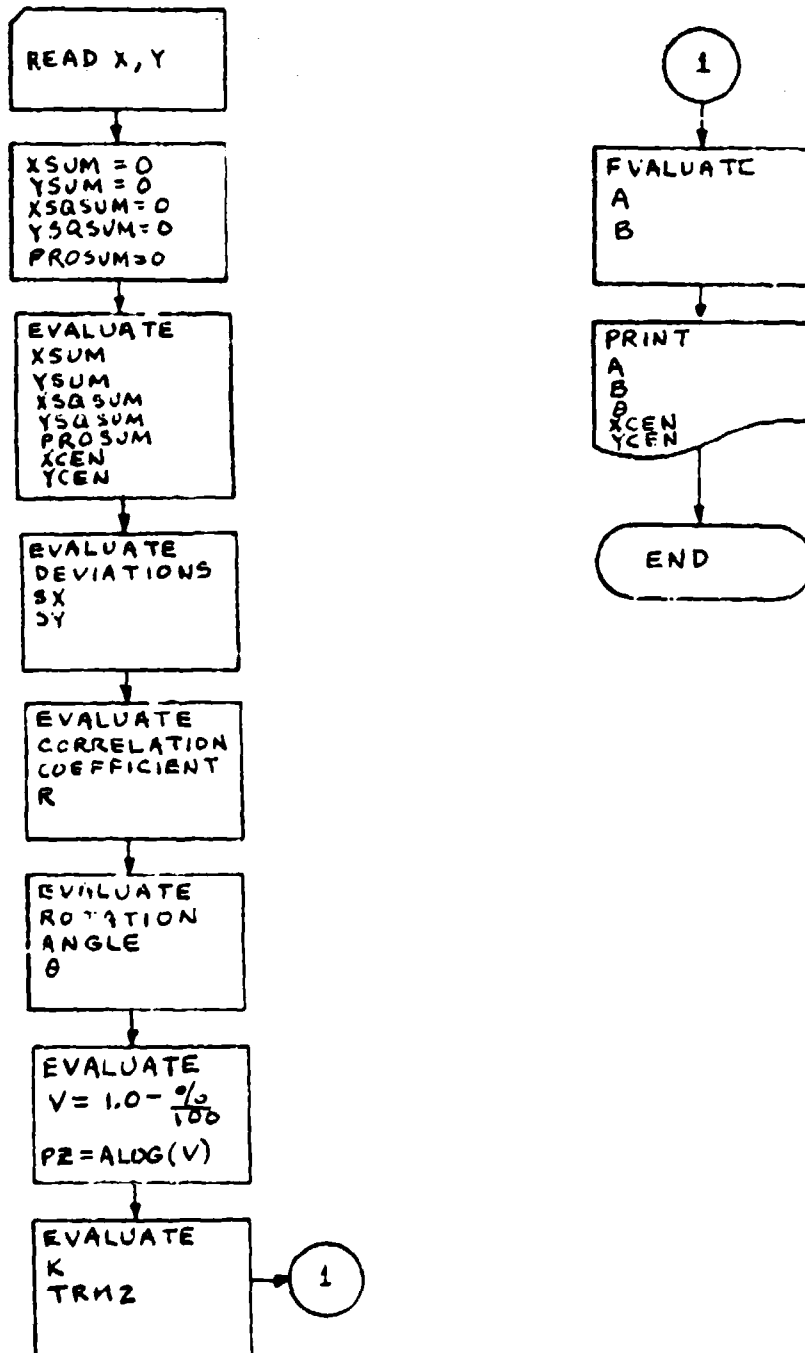 READ X, Y
XSUM = 0
YSUM = 0
XSQSUM = 0
YSQSUM = 0
PROSUM = 0
EVALUATE
XSUM
YSUM
XSQSUM
YSQSUM
PROSUM
XCEN
YCEN
EVALUATE
DEVIATIONS
SX
SY
EVALUATE
CORRELATION
COEFFICIENT
R
EVALUATE
ROTATION
ANGLE
θ
EVALUATE
V = 1.0 - %/100
PZ = ALOG(V)
EVALUATE
K
TRM2
1
1
EVALUATE
A
B
PRINT
A
B
θ
XCEN
YCEN
END